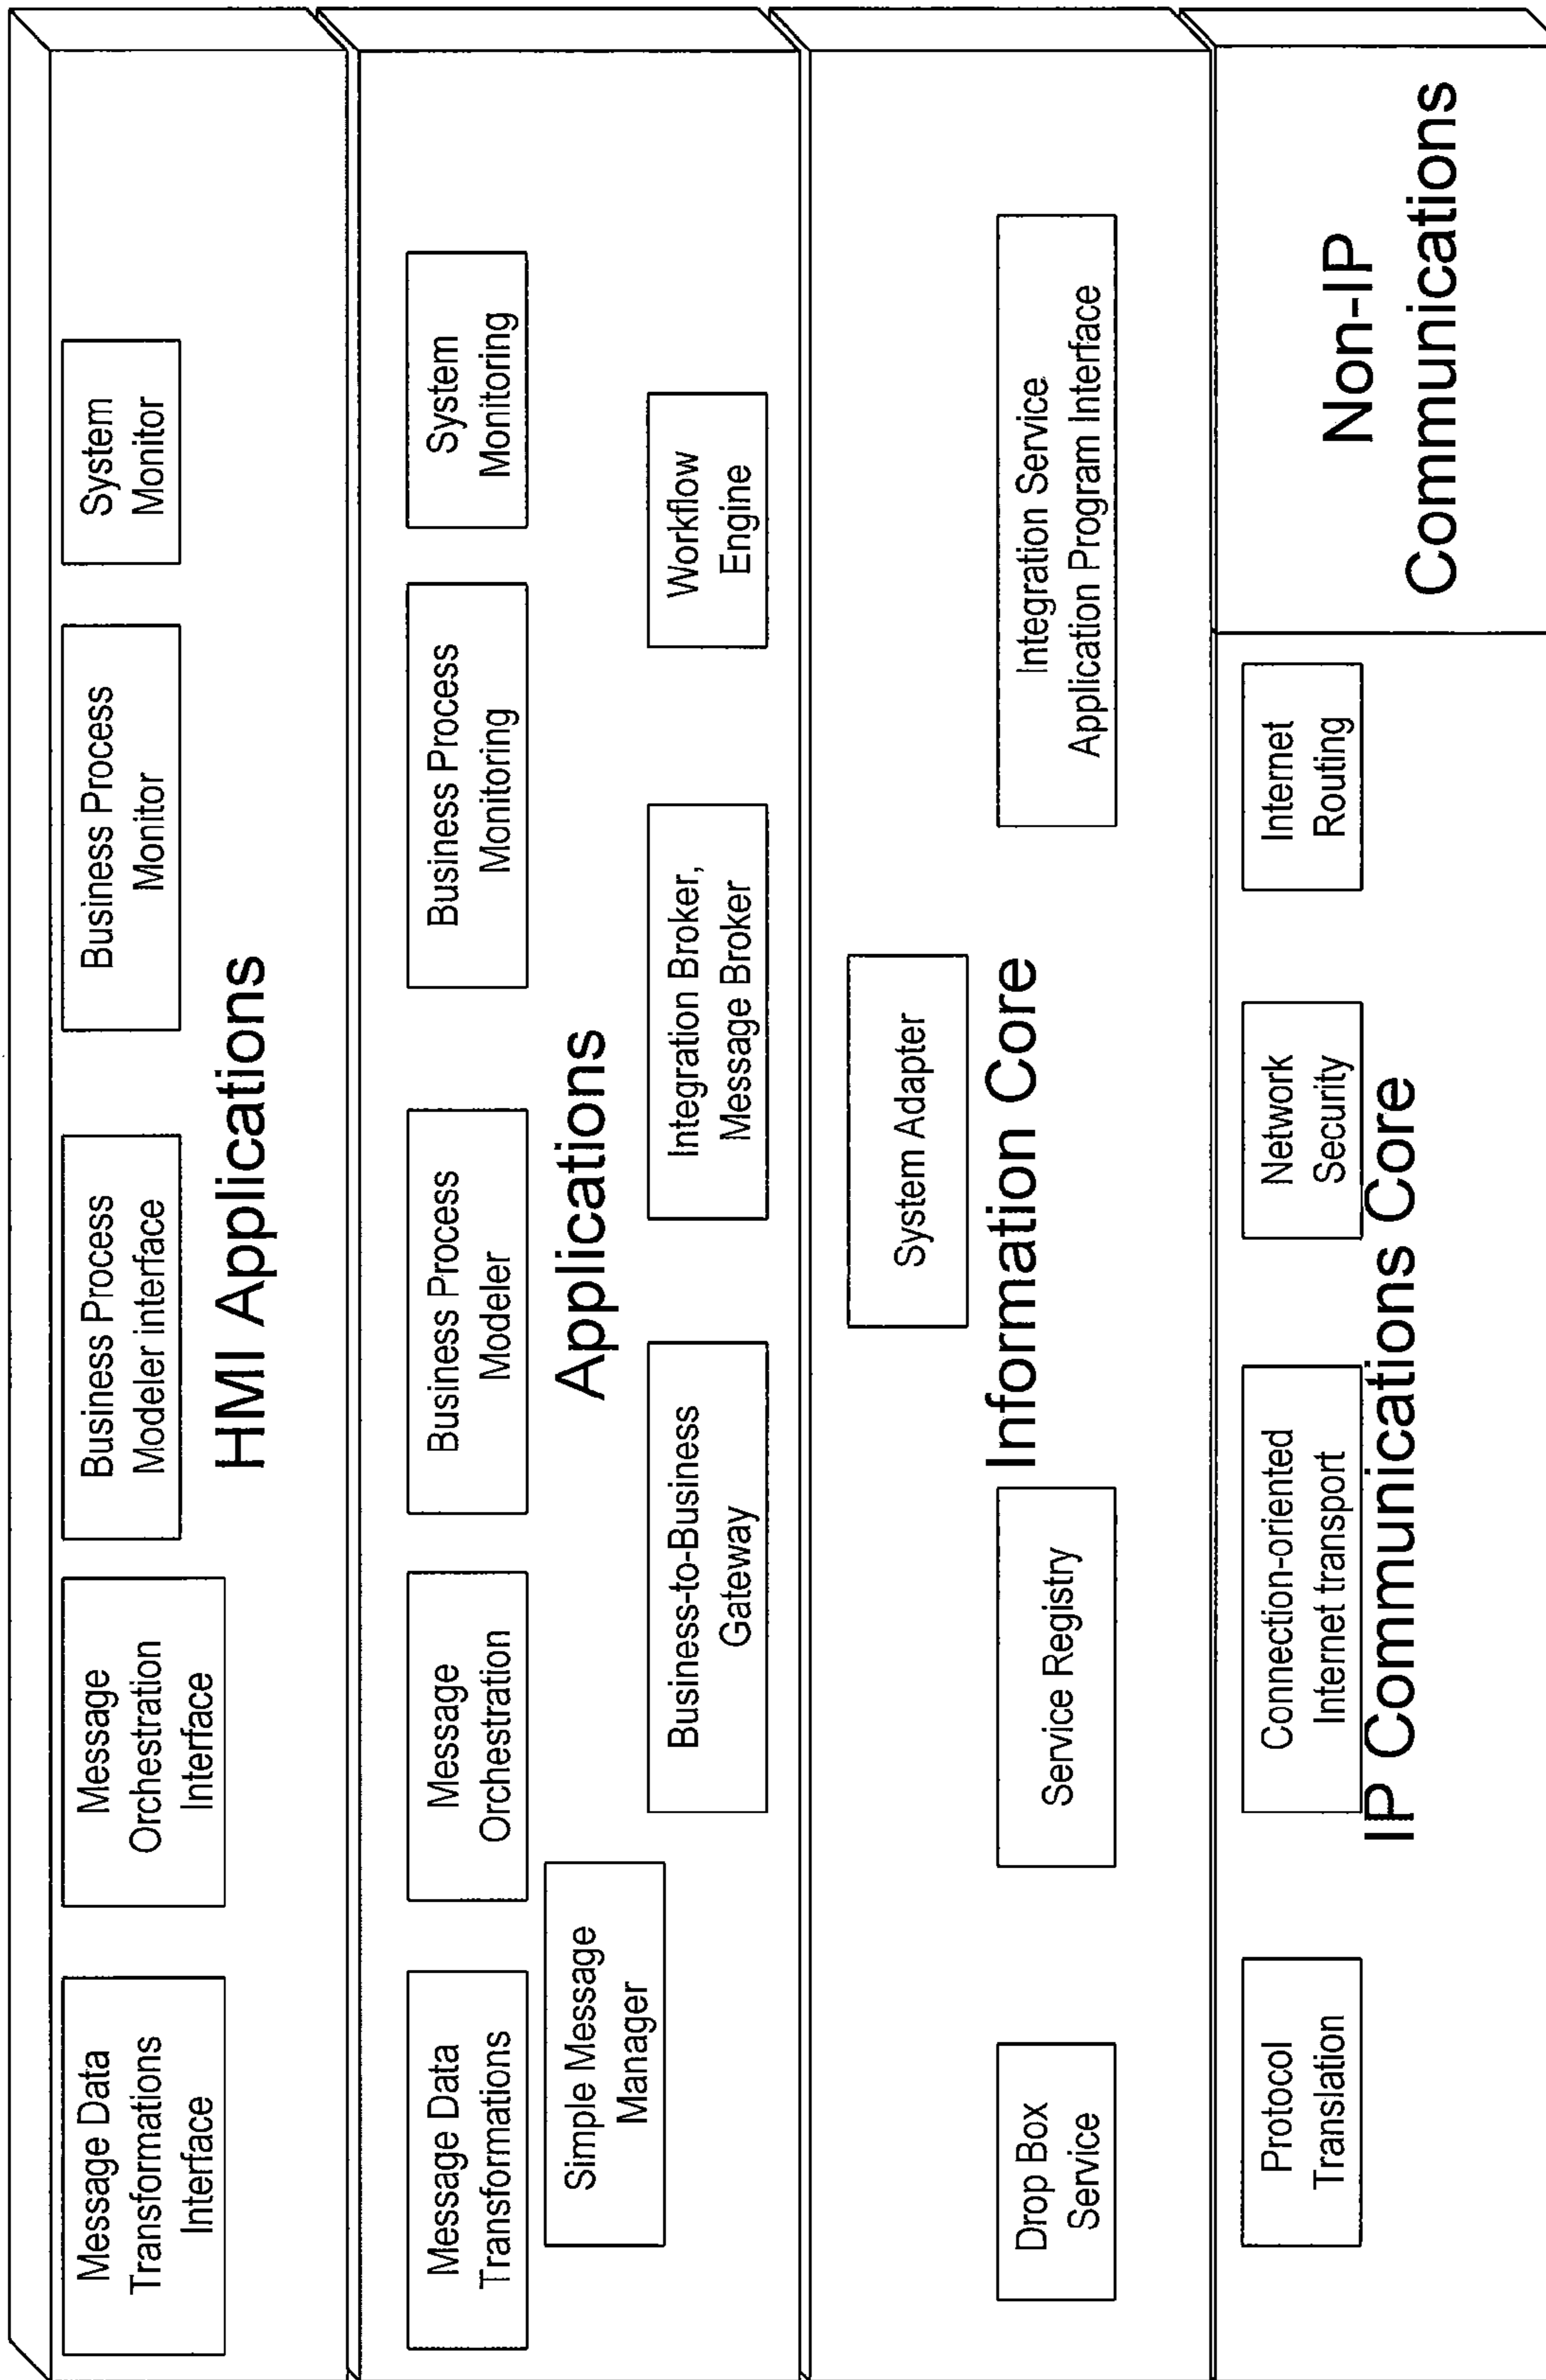 Message Data
Transformations
Interface
Message
Orchestration
Interface
Business Process
Modeler interface
Business Process
Monitor
System
Monitor
HMI Applications
Message Data
Transformations
Message
Orchestration
Business Process
Modeler
Business Process
Monitoring
System
Monitoring
Applications
Simple Message
Manager
Business-to-Business
Gateway
Integration Broker,
Message Broker
Workflow
Engine
System Adapter
Information Core
Drop Box
Service
Service Registry
Integration Service
Application Program Interface
Protocol
Translation
Connection-oriented
Internet transport
Network
Security
Internet
Routing
IP Communications Core
Non-IP
Communications